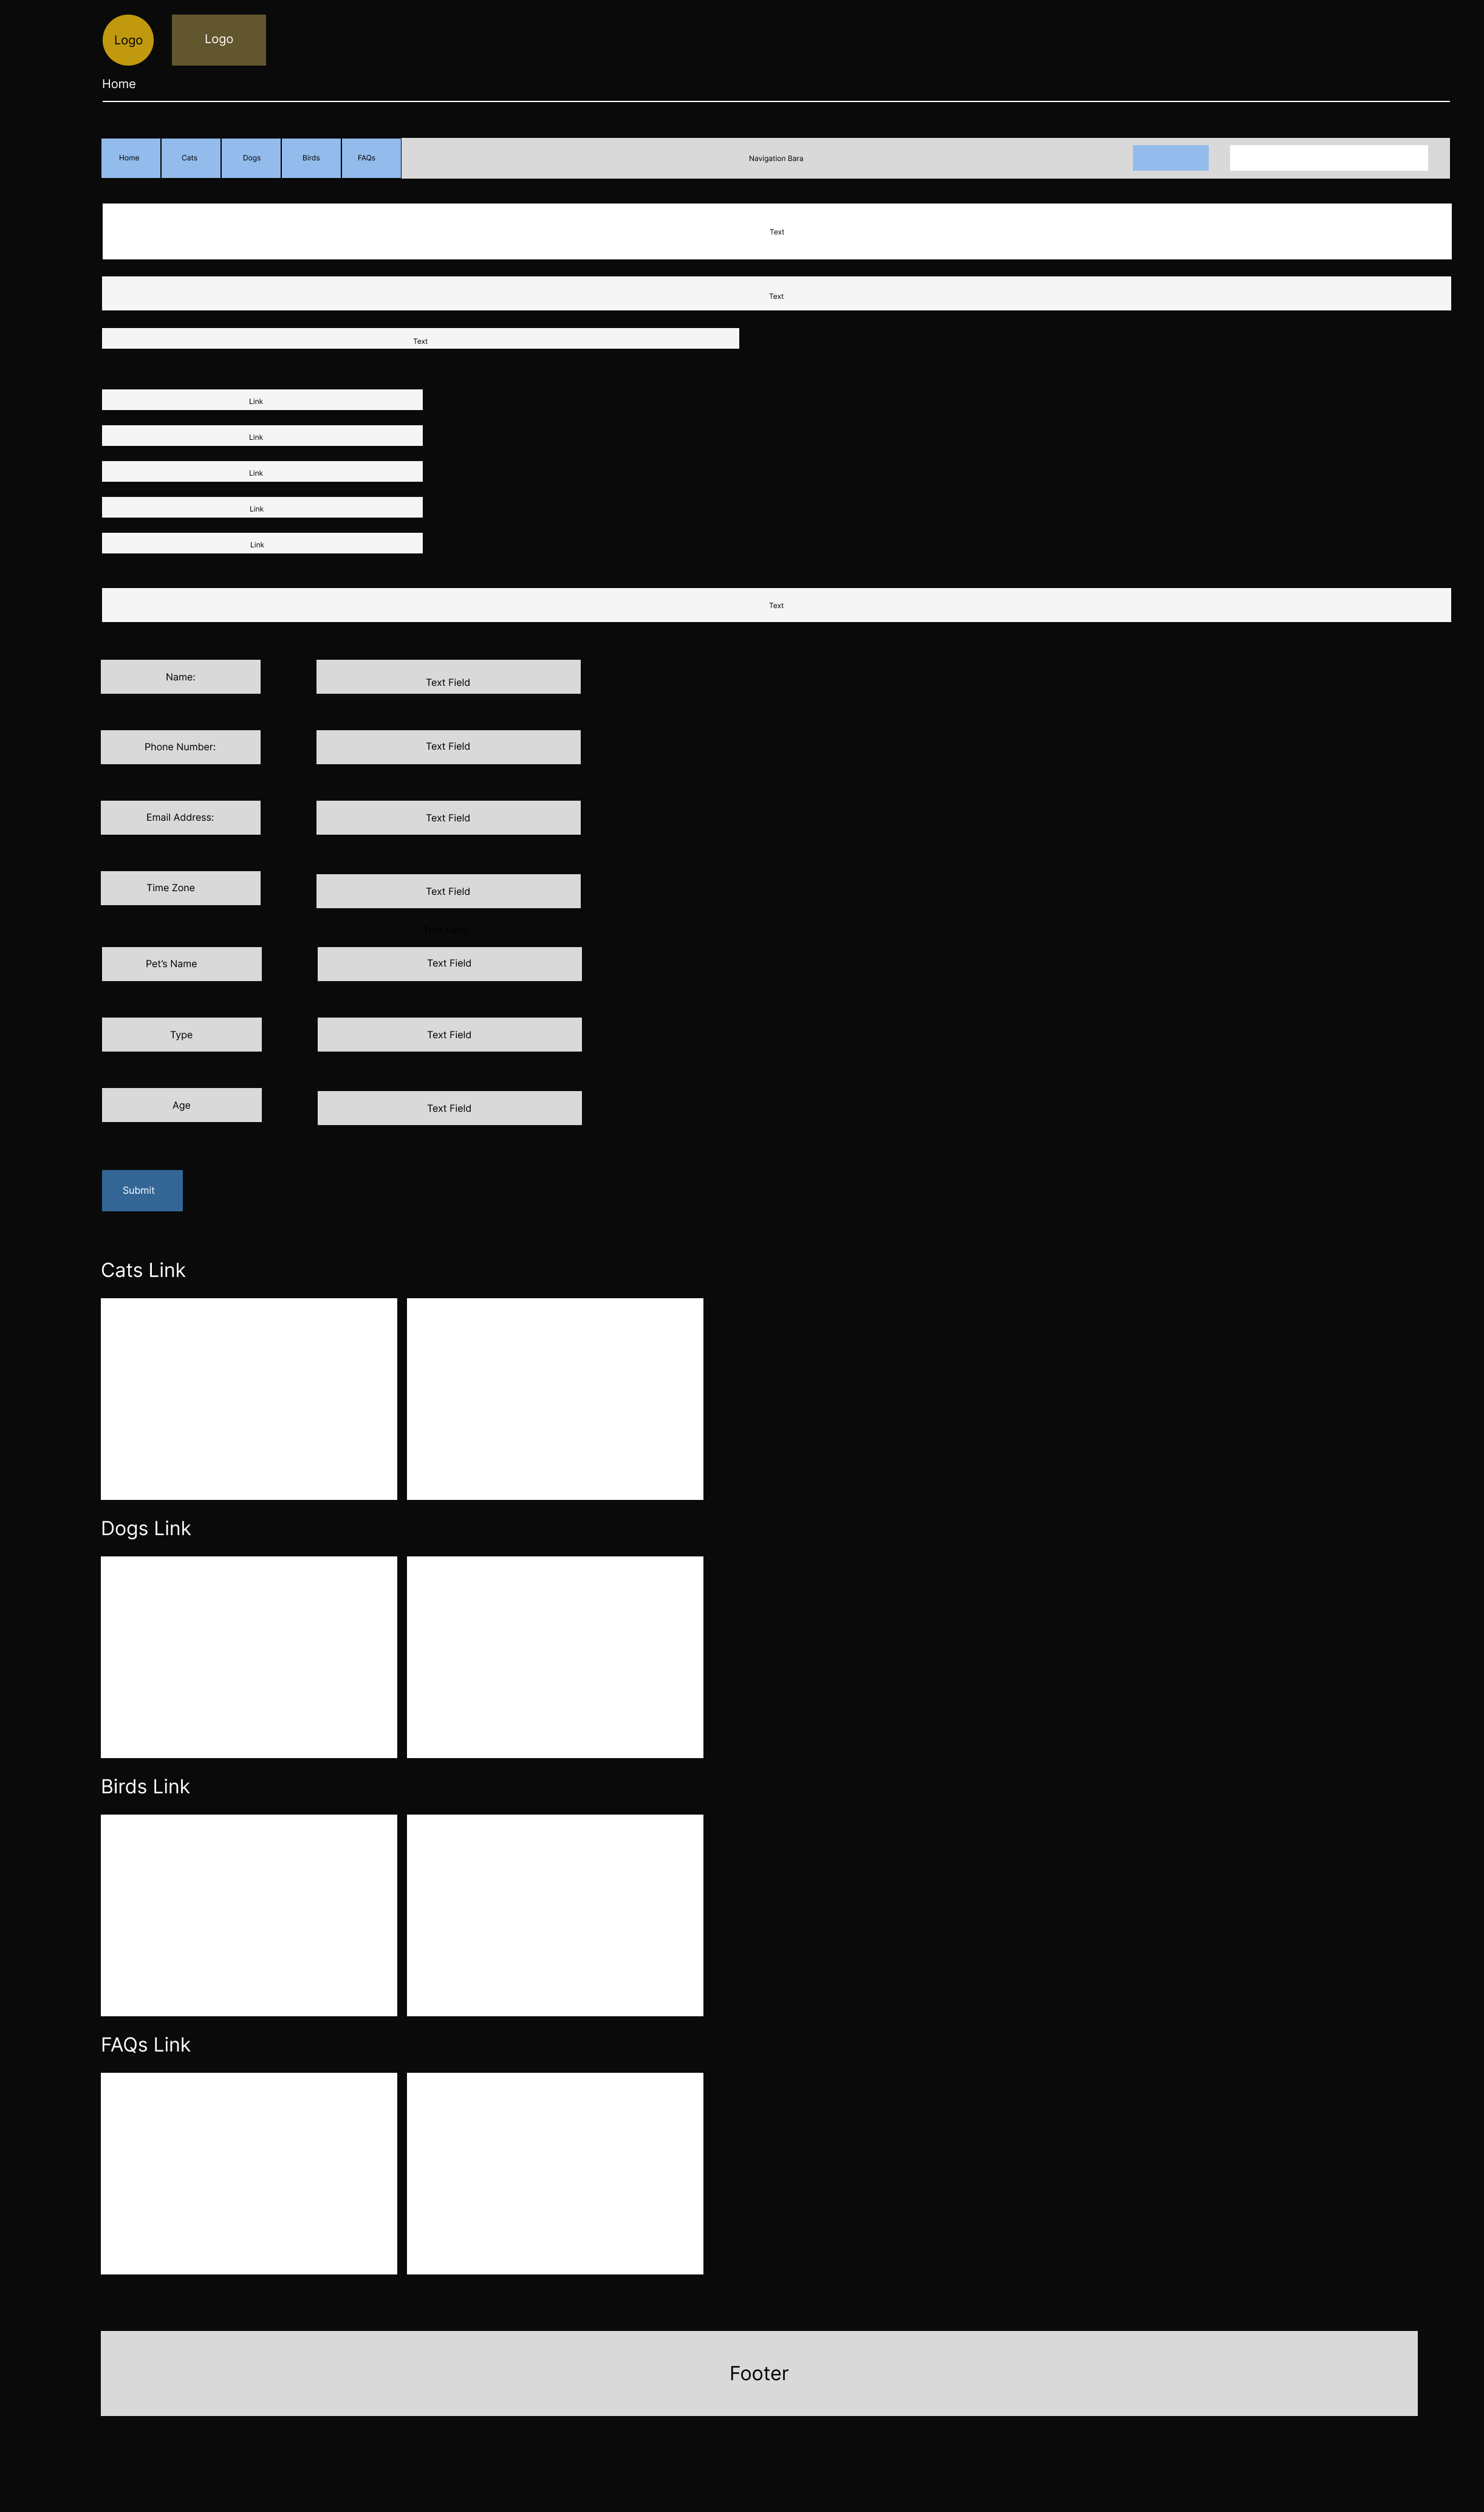 Logo
Logo
Home
Home Cats Dogs Birds FAQs Navigation Bara
Text
Text
Text
Link
Link
Link
Link
Link
Text
Name: Text Field
Phone Number: Text Field
Email Address: Text Field
Time Zone Text Field
Text Field
Pet's Name Text Field
Type Text Field
Age Text Field
Submit
Cats Link
Dogs Link
Birds Link
FAQs Link
Footer